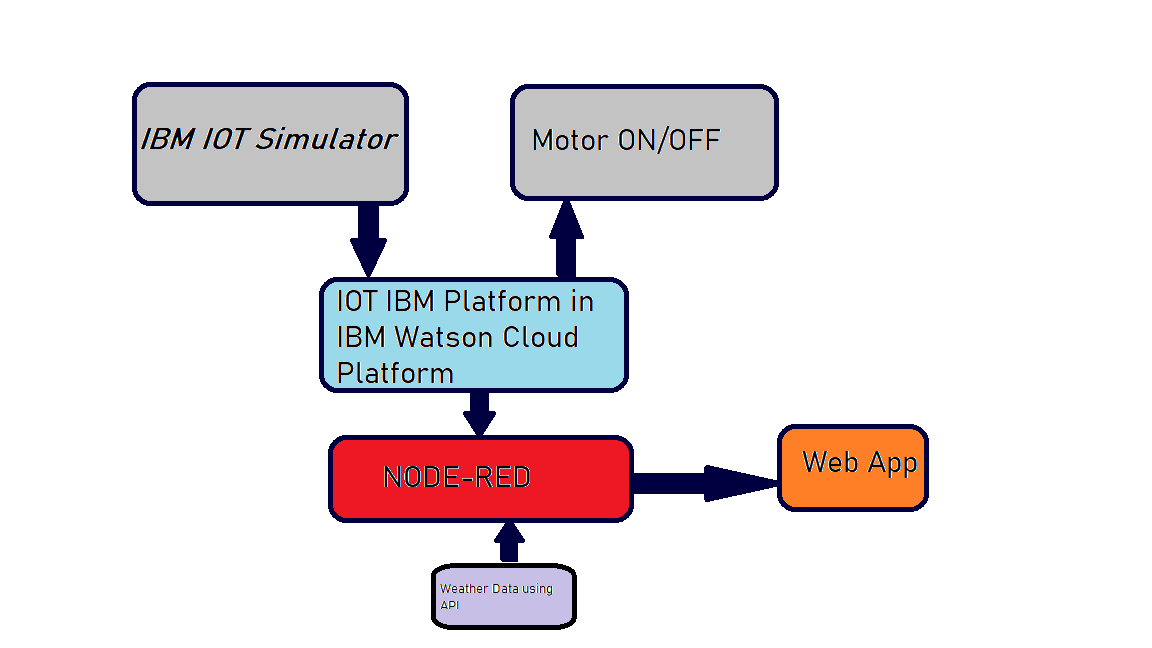 IBM IOT Simulator
Motor ON/OFF
IOT IBM Platform in
IBM Watson Cloud
Platform
NODE-RED
Web App
Weather Data using
API